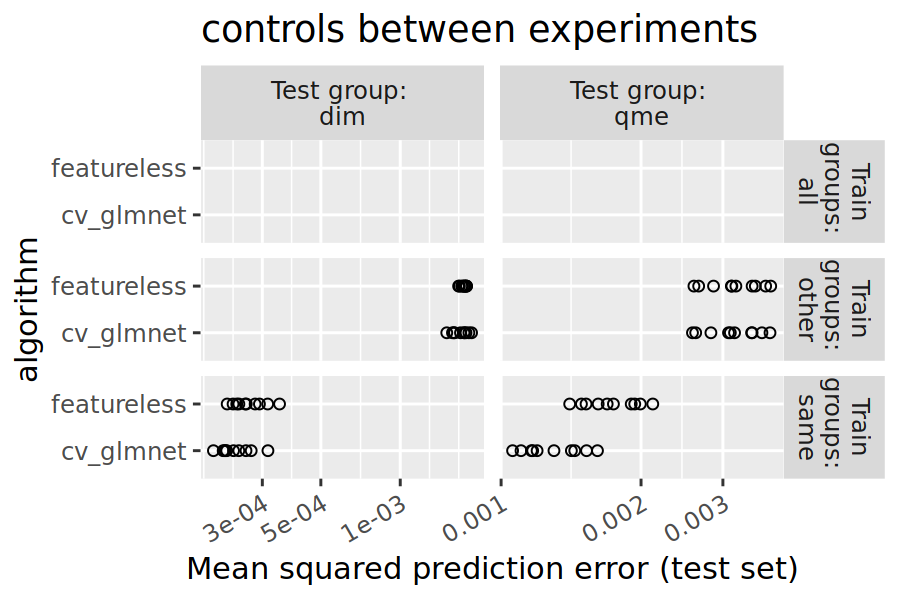 controls between experiments
Test group:
dim
Test group:
qme
featureless
cv_glmnet
Train
groups:
all
featureless
cv_glmnet
Train
groups:
other
featureless
cv_glmnet
Train
groups:
same
algorithm
3e-04
5e-04
1e-03
0.001
0.002
0.003
Mean squared prediction error (test set)